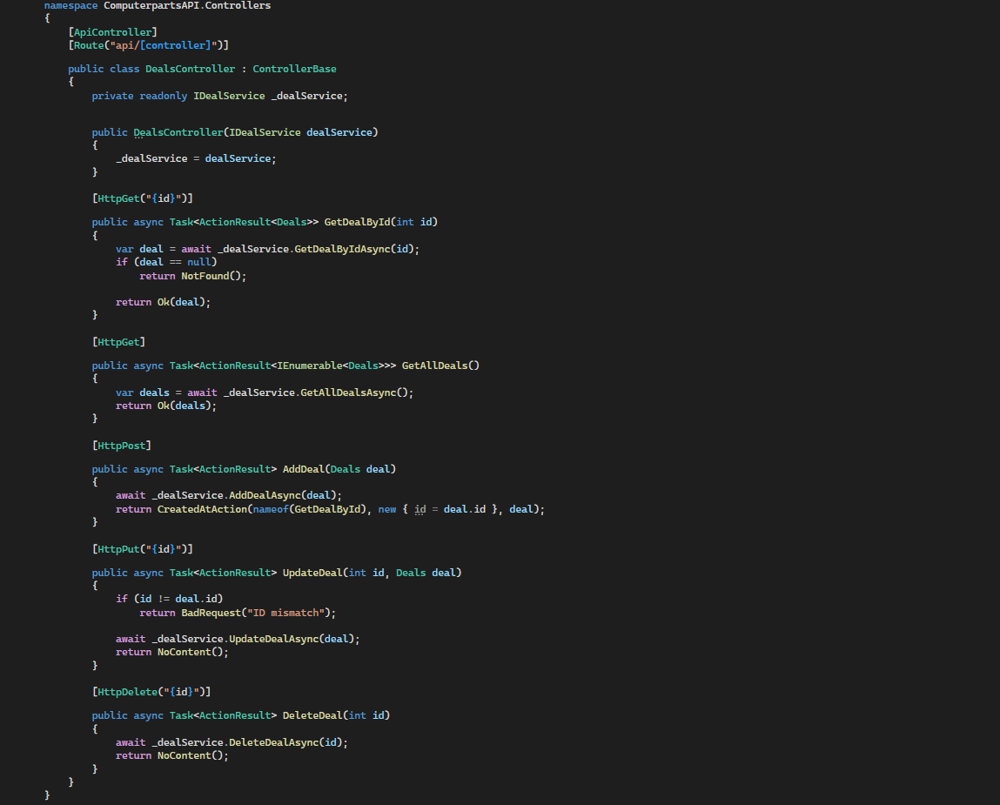 namespace ComputerpartsAPI.Controllers
{
    [ApiController]
    [Route("api/[controller]")]
    public class DealsController : ControllerBase
    {
        private readonly IDealService _dealService;
        public DealsController(IDealService dealService)
        {
            _dealService = dealService;
        }
        [HttpGet("{id}")]
        public async Task<ActionResult<Deals>> GetDealById(int id)
        {
            var deal = await _dealService.GetDealByIdAsync(id);
            if (deal == null)
                return NotFound();
            return Ok(deal);
        }
        [HttpGet]
        public async Task<ActionResult<IEnumerable<Deals>>> GetAllDeals()
        {
            var deals = await _dealService.GetAllDealsAsync();
            return Ok(deals);
        }
        [HttpPost]
        public async Task<ActionResult> AddDeal(Deals deal)
        {
            await _dealService.AddDealAsync(deal);
            return CreatedAtAction(nameof(GetDealById), new { id = deal.id }, deal);
        }
        [HttpPut("{id}")]
        public async Task<ActionResult> UpdateDeal(int id, Deals deal)
        {
            if (id != deal.id)
                return BadRequest("ID mismatch");
            await _dealService.UpdateDealAsync(deal);
            return NoContent();
        }
        [HttpDelete("{id}")]
        public async Task<ActionResult> DeleteDeal(int id)
        {
            await _dealService.DeleteDealAsync(id);
            return NoContent();
        }
    }
}